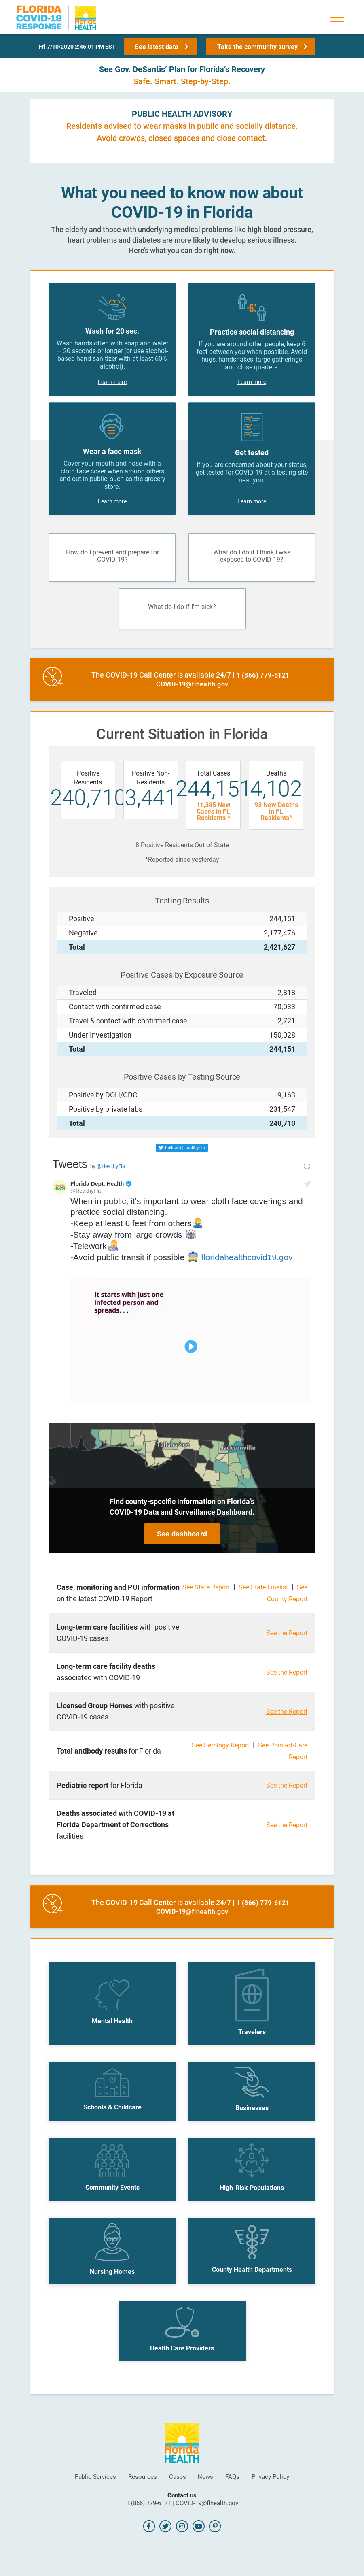 FLORIDA
COVID-19
RESPONSE
Florida
HEALTH
Fri 7/10/2020 2:46:01 PM EST
See latest data
Take the community survey
See Gov. DeSantis’ Plan for Florida’s Recovery
Safe. Smart. Step-by-Step.
PUBLIC HEALTH ADVISORY
Residents advised to wear masks in public and socially distance.
Avoid crowds, closed spaces and close contact.
What you need to know now about
COVID-19 in Florida
The elderly and those with underlying medical problems like high blood pressure,
heart problems and diabetes are more likely to develop serious illness.
Here’s what you can do right now.
Wash for 20 sec.
Wash hands often with soap and water
– 20 seconds or longer (or use alcohol-
based hand sanitizer with at least 60%
alcohol).
Learn more
6'
Practice social distancing
If you are around other people, keep 6
feet between you when possible. Avoid
hugs, handshakes, large gatherings
and close quarters.
Learn more
Wear a face mask
Cover your mouth and nose with a
cloth face cover when around others
and out in public, such as the grocery
store.
Learn more
Get tested
If you are concerned about your status,
get tested for COVID-19 at a testing site
near you.
Learn more
How do I prevent and prepare for
COVID-19?
What do I do if I think I was
exposed to COVID-19?
What do I do if I'm sick?
24
The COVID-19 Call Center is available 24/7 | 1 (866) 779-6121 |
COVID-19@flhealth.gov
Current Situation in Florida
Positive
Residents
240,710
Positive Non-
Residents
3,441
Total Cases
244,151
11,385 New
Cases in FL
Residents *
Deaths
4,102
93 New Deaths
in FL
Residents*
8 Positive Residents Out of State
*Reported since yesterday
Testing Results
Positive 244,151
Negative 2,177,476
Total 2,421,627
Positive Cases by Exposure Source
Traveled 2,818
Contact with confirmed case 70,033
Travel & contact with confirmed case 2,721
Under Investigation 150,028
Total 244,151
Positive Cases by Testing Source
Positive by DOH/CDC 9,163
Positive by private labs 231,547
Total 240,710
Follow @HealthyFla
Tweets by @HealthyFla
Florida Dept. Health
@HealthyFla
When in public, it's important to wear cloth face coverings and
practice social distancing.
-Keep at least 6 feet from others
-Stay away from large crowds
-Telework
-Avoid public transit if possible floridahealthcovid19.gov
It starts with just one
infected person and
spreads. . .
Tallahassee
Jacksonville
Find county-specific information on Florida’s
COVID-19 Data and Surveillance Dashboard.
See dashboard
Case, monitoring and PUI information
on the latest COVID-19 Report
See State Report | See State Linelist | See
County Report
Long-term care facilities with positive
COVID-19 cases
See the Report
Long-term care facility deaths
associated with COVID-19
See the Report
Licensed Group Homes with positive
COVID-19 cases
See the Report
Total antibody results for Florida
See Serology Report | See Point-of-Care
Report
Pediatric report for Florida
See the Report
Deaths associated with COVID-19 at
Florida Department of Corrections
facilities
See the Report
24
The COVID-19 Call Center is available 24/7 | 1 (866) 779-6121 |
COVID-19@flhealth.gov
Mental Health
Travelers
Schools & Childcare
Businesses
Community Events
High-Risk Populations
Nursing Homes
County Health Departments
Health Care Providers
Florida
HEALTH
Public Services Resources Cases News FAQs Privacy Policy
Contact us
1 (866) 779-6121 | COVID-19@flhealth.gov